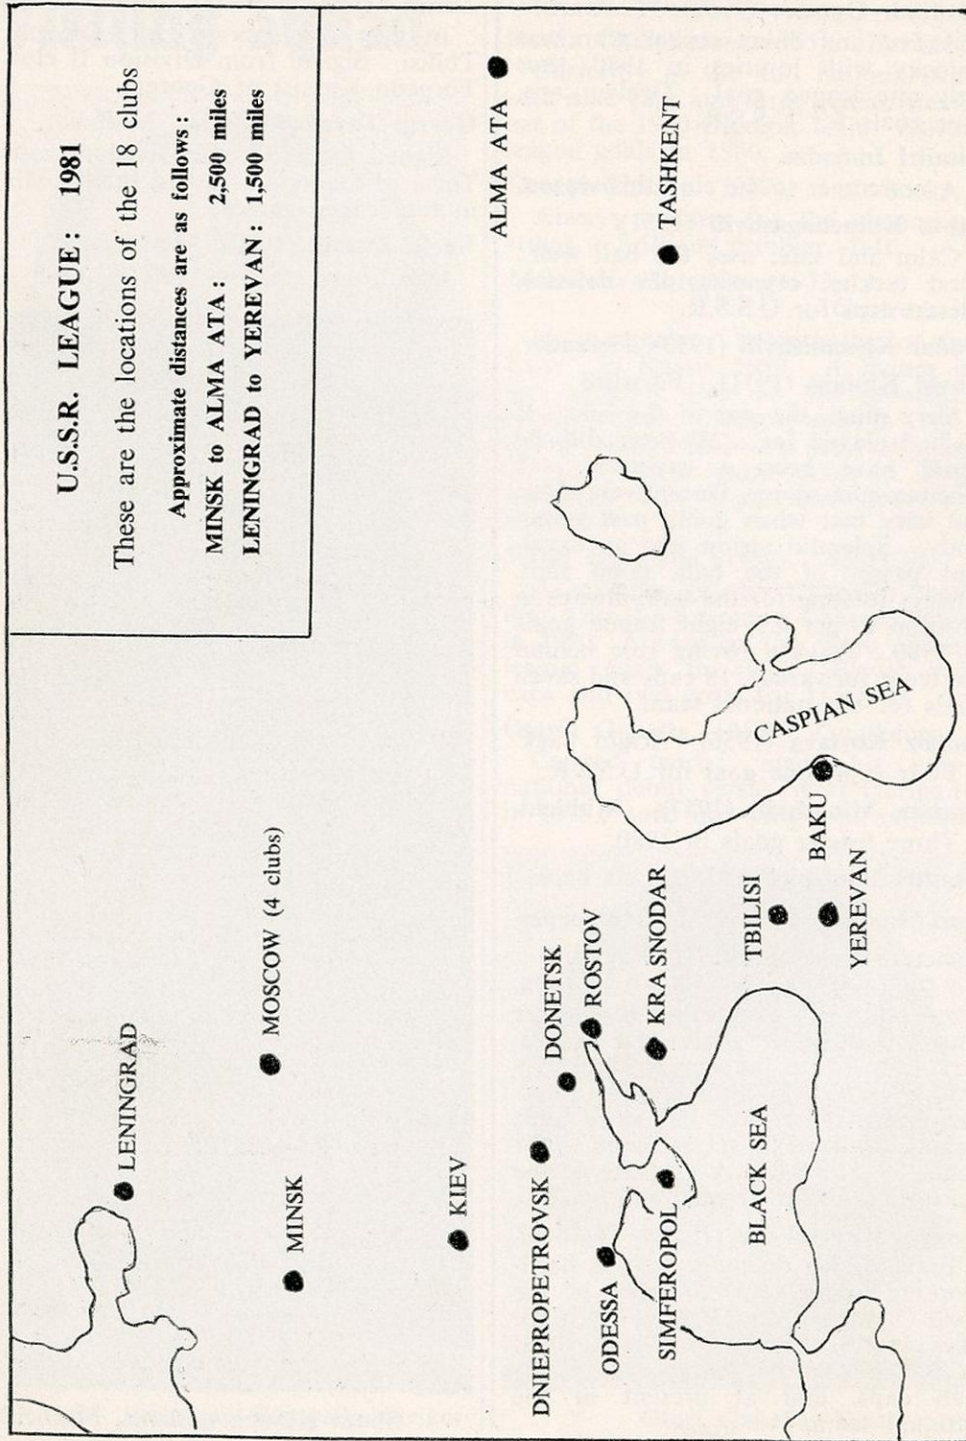 U.S.S.R. LEAGUE: 1981
These are the locations of the 18 clubs
Approximate distances are as follows:
MINSK to ALMA ATA: 2,500 miles
LENINGRAD to YEREVAN: 1,500 miles
LENINGRAD
MOSCOW (4 clubs)
MINSK
KIEV
ALMA ATA
TASHKENT
DNIEPROPETROVSK
DONETSK
ROSTOV
ODESSA
KRASNODAR
SIMFEROPOL
BLACK SEA
CASPIAN SEA
TBILISI
BAKU
YEREVAN